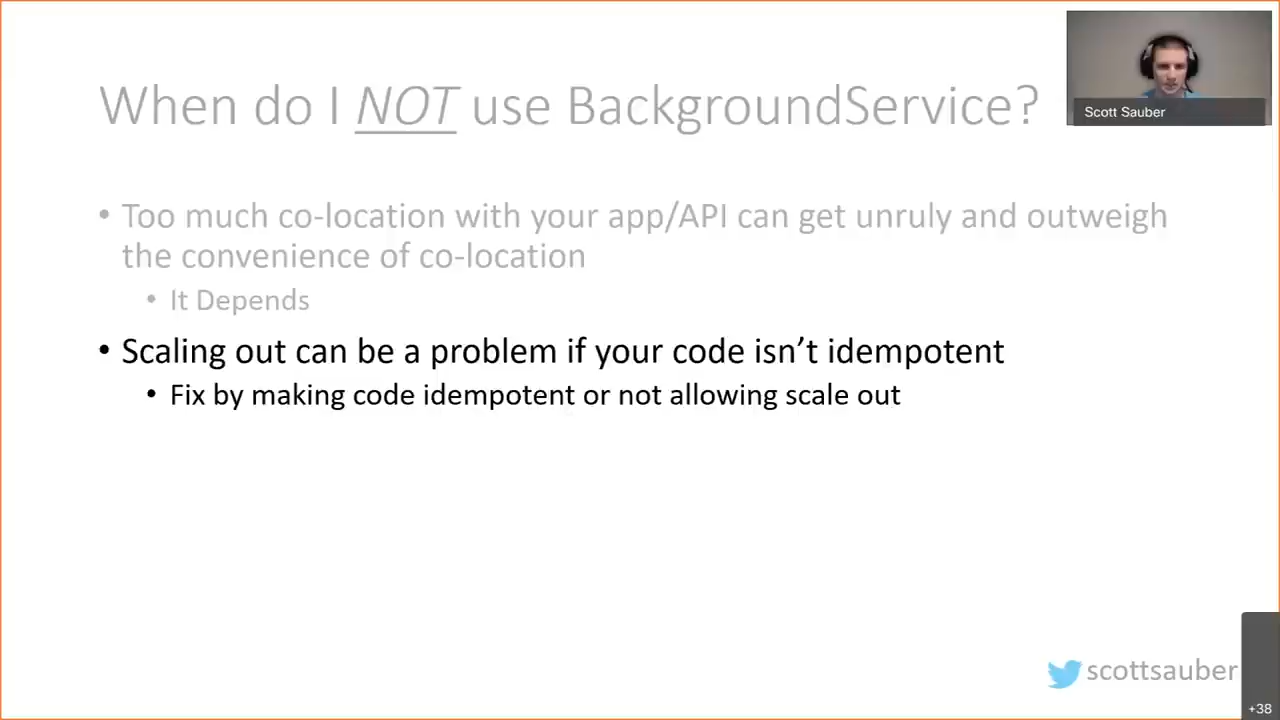 When do I NOT use BackgroundService?
Scott Sauber
• Too much co-location with your app/API can get unruly and outweigh
the convenience of co-location
• It Depends
• Scaling out can be a problem if your code isn’t idempotent
• Fix by making code idempotent or not allowing scale out
scottsauber
+38